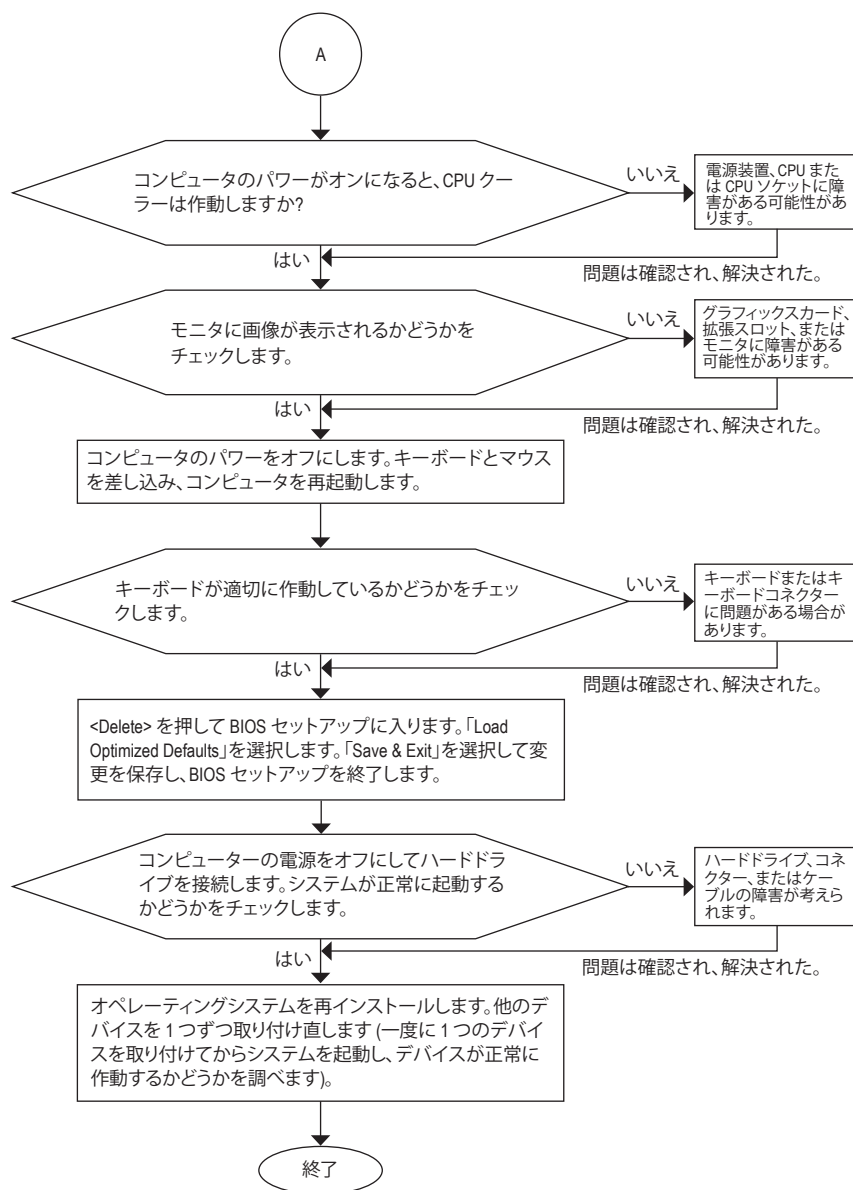 A
コンピュータのパワーがオンになると、CPU クー
ラーは作動しますか?
いいえ
電源装置、CPU また
は CPU ソケットに障
害がある可能性があ
ります。
はい
問題は確認され、解決された。
モニタに画像が表示されるかどうかを
チェックします。
いいえ
グラフィックスカード、
拡張スロット、または
モニタに障害がある
可能性があります。
はい
問題は確認され、解決された。
コンピュータのパワーをオフにします。キーボードとマウス
を差し込み、コンピュータを再起動します。
キーボードが適切に作動しているかどうかをチェッ
クします。
いいえ
キーボードまたはキ
ーボードコネクター
に問題がある場合が
あります。
はい
問題は確認され、解決された。
<Delete> を押して BIOS セットアップに入ります。「Load
Optimized Defaults」を選択します。「Save & Exit」を選択して変
更を保存し、BIOS セットアップを終了します。
コンピューターの電源をオフにしてハードドラ
イブを接続します。システムが正常に起動する
かどうかをチェックします。
いいえ
ハードドライブ、コネ
クター、またはケー
ブルの障害が考えら
れます。
はい
問題は確認され、解決された。
オペレーティングシステムを再インストールします。他のデ
バイスを 1 つずつ取り付け直します (一度に 1 つのデバイ
スを取り付けてからシステムを起動し、デバイスが正常に
作動するかどうかを調べます)。
終了